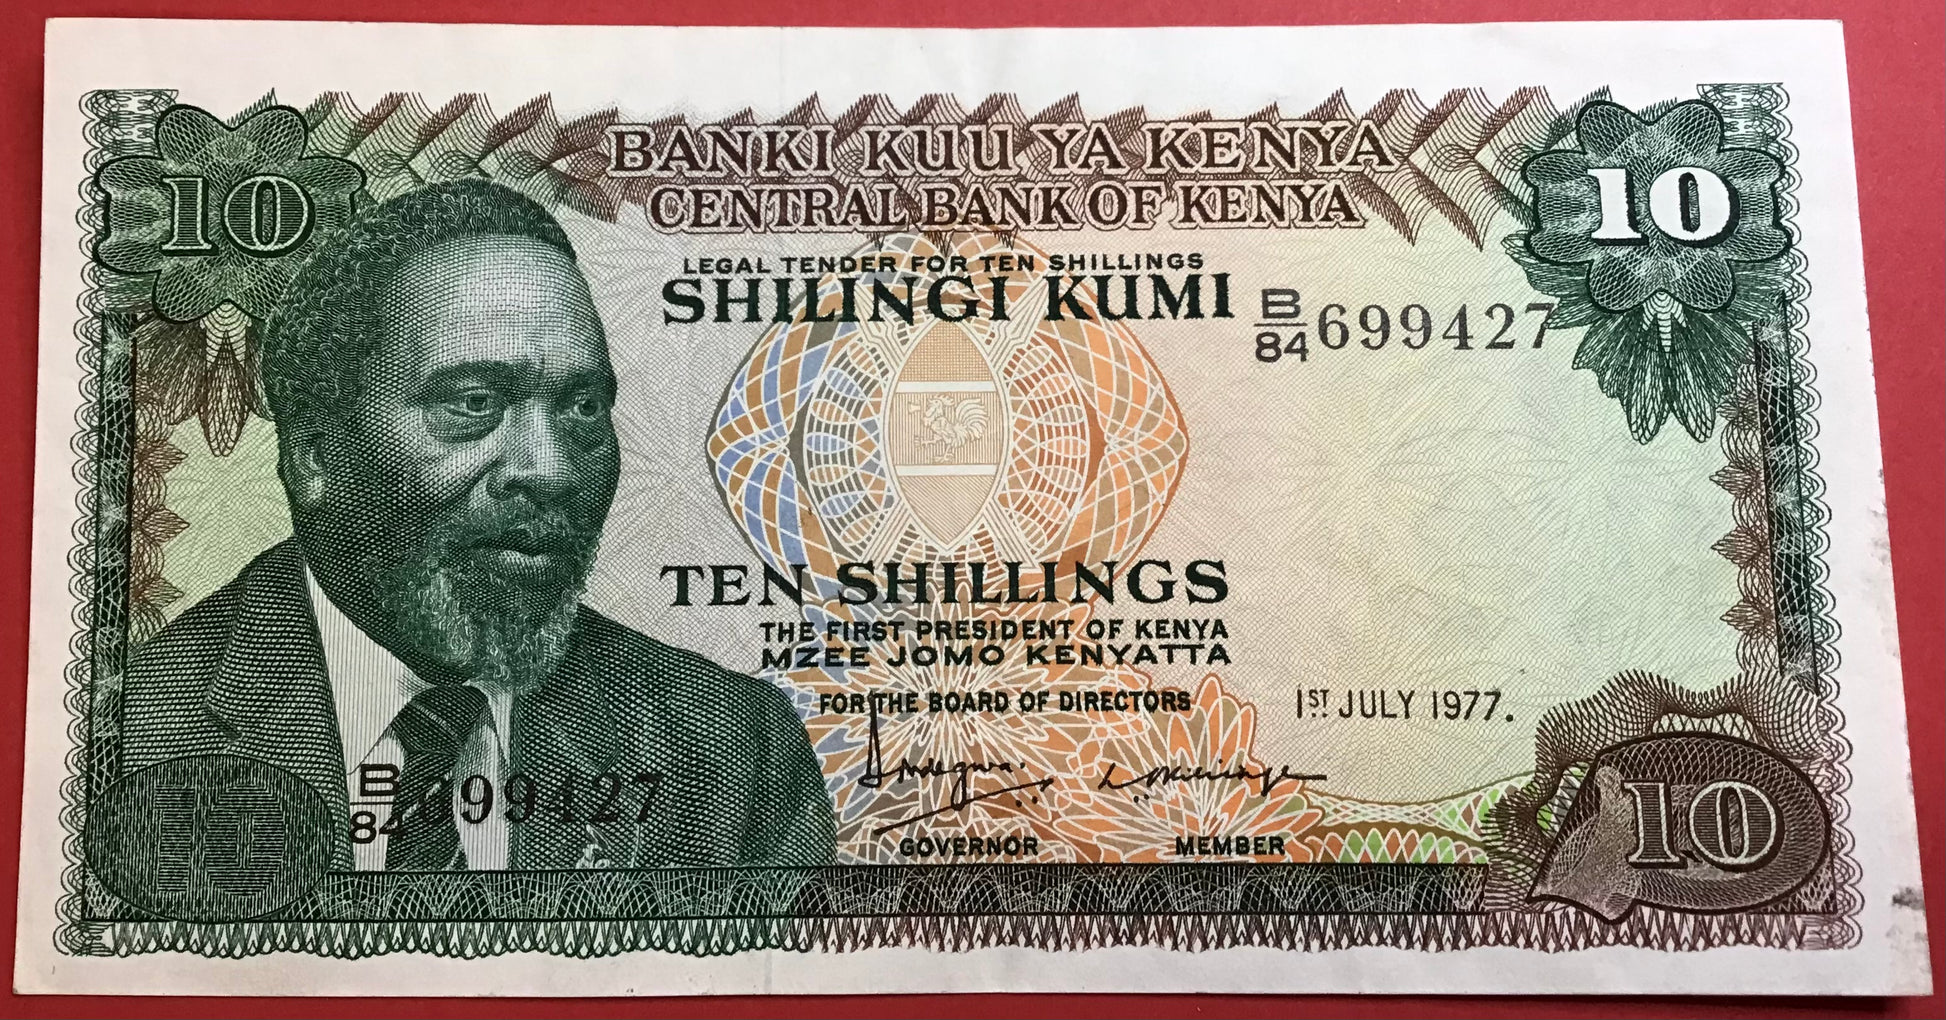 10
10
BANKI KUU YA KENYA
CENTRAL BANK OF KENYA
LEGAL TENDER FOR TEN SHILLINGS
SHILINGI KUMI
B/84 699427
TEN SHILLINGS
THE FIRST PRESIDENT OF KENYA
MZEE JOMO KENYATTA
FOR THE BOARD OF DIRECTORS
1ST JULY 1977.
B/84 699427
GOVERNOR
MEMBER
10
10